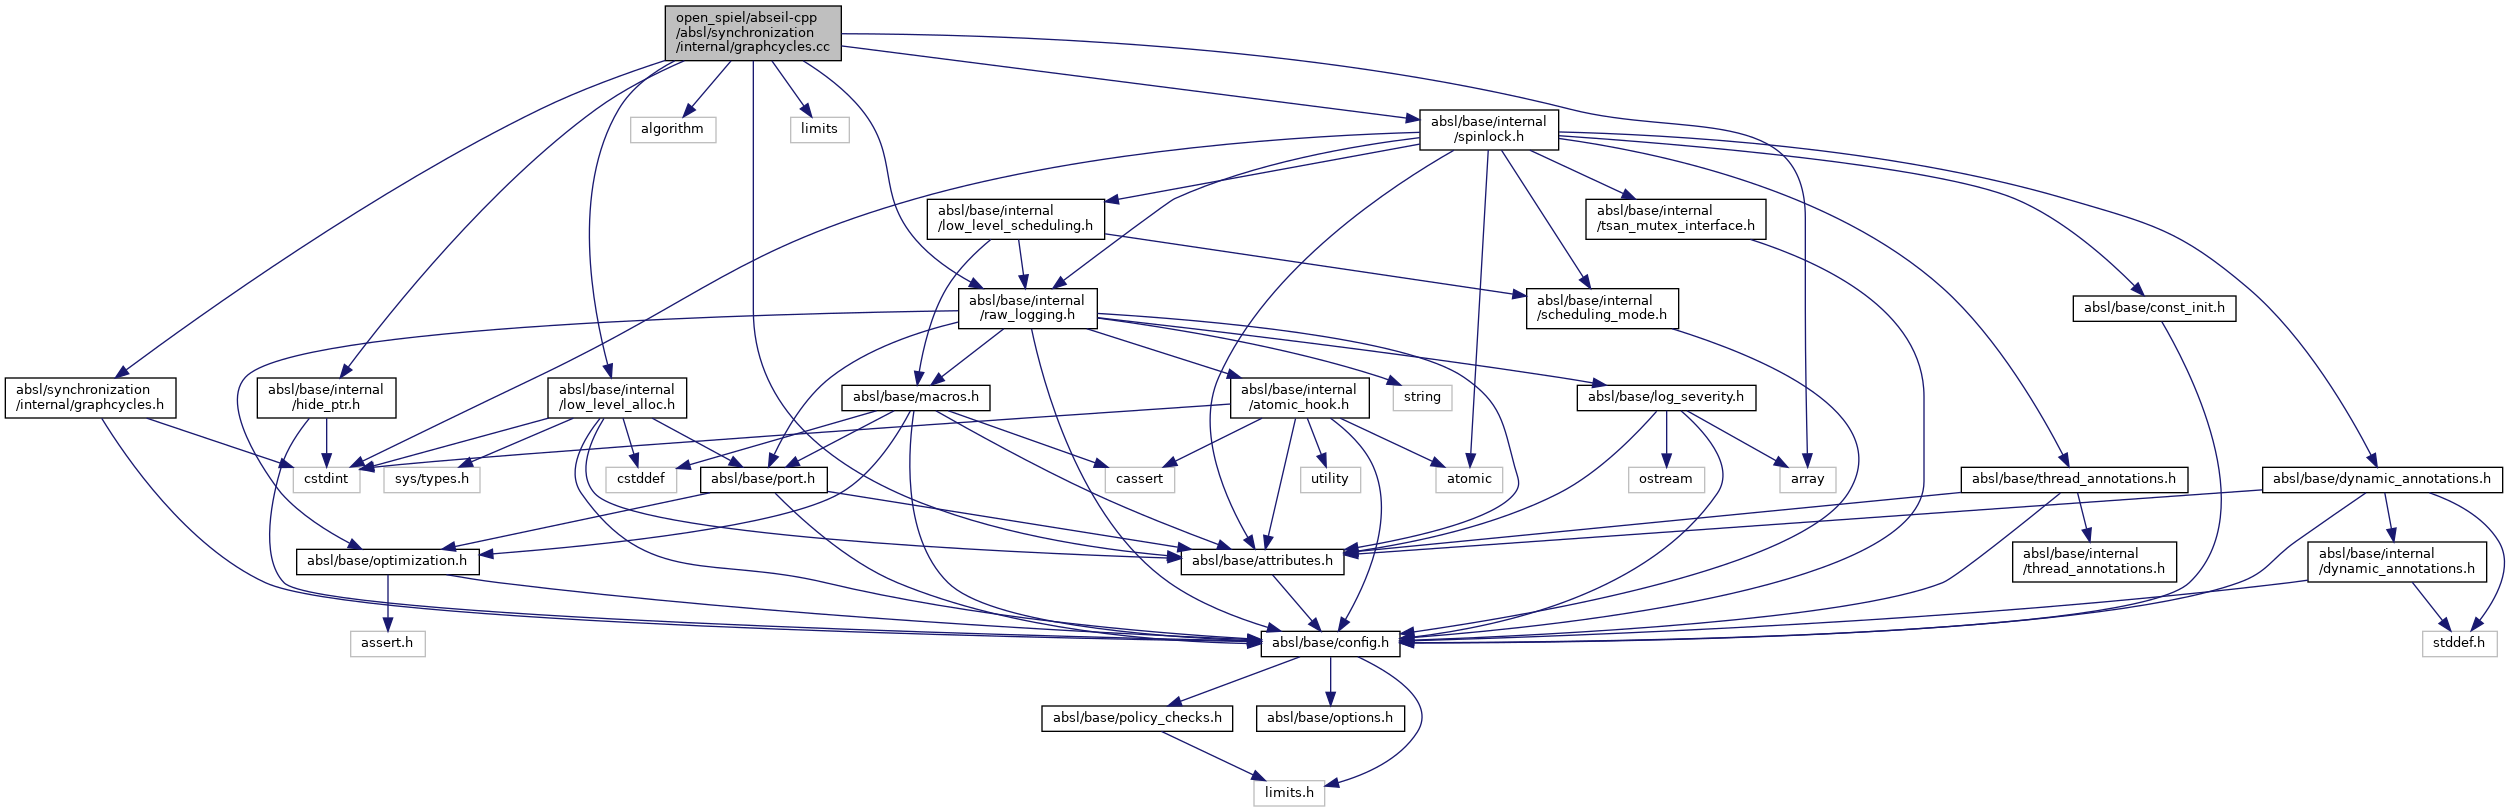 open_spiel/abseil-cpp
/absl/synchronization
/internal/graphcycles.cc
algorithm
limits
absl/base/internal
/spinlock.h
absl/base/internal
/low_level_scheduling.h
absl/base/internal
/tsan_mutex_interface.h
absl/base/internal
/raw_logging.h
absl/base/internal
/scheduling_mode.h
absl/base/const_init.h
absl/synchronization
/internal/graphcycles.h
absl/base/internal
/hide_ptr.h
absl/base/internal
/low_level_alloc.h
absl/base/macros.h
absl/base/internal
/atomic_hook.h
string
absl/base/log_severity.h
cstdint
sys/types.h
cstddef
absl/base/port.h
cassert
utility
atomic
ostream
array
absl/base/thread_annotations.h
absl/base/dynamic_annotations.h
absl/base/optimization.h
absl/base/attributes.h
absl/base/internal
/thread_annotations.h
absl/base/internal
/dynamic_annotations.h
assert.h
absl/base/config.h
stddef.h
absl/base/policy_checks.h
absl/base/options.h
limits.h